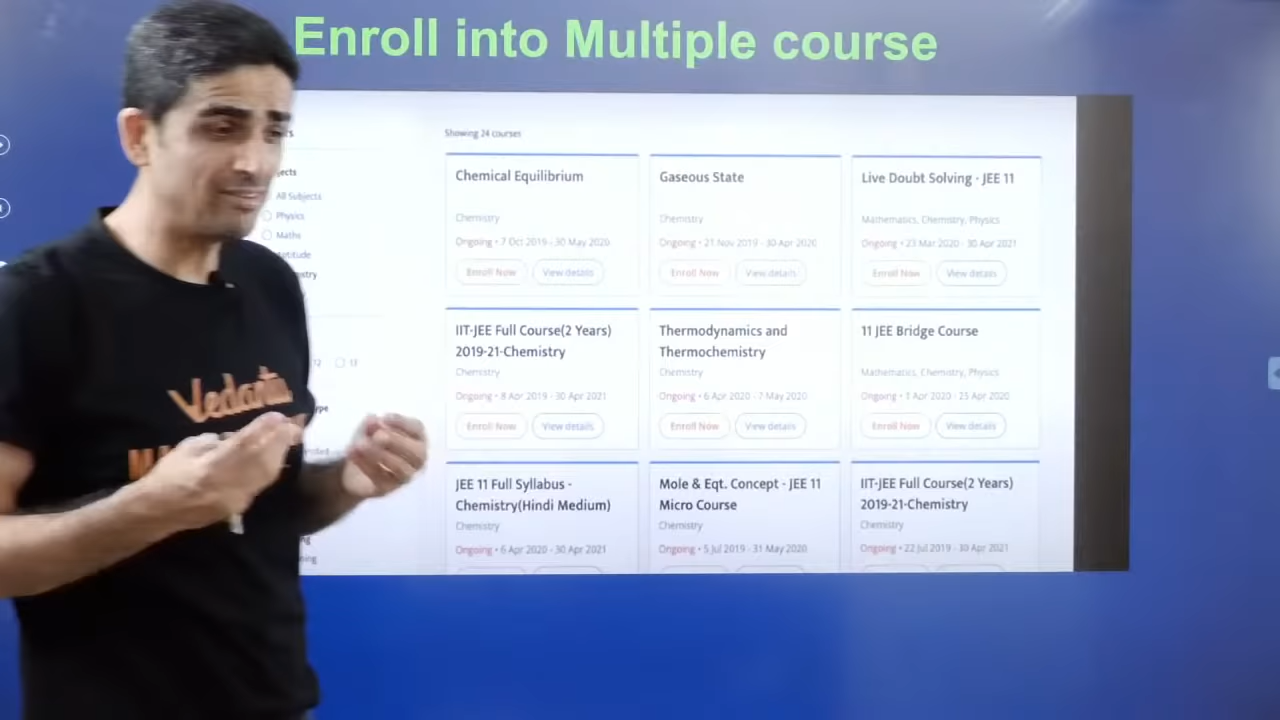 Enroll into Multiple course
Showing 24 courses
All Subjects
Physics
Maths
Chemical Equilibrium
Chemistry
Ongoing • 7 Oct 2019 - 30 May 2020
Enroll Now View details
Gaseous State
Chemistry
Ongoing • 21 Nov 2019 - 30 Apr 2020
Enroll Now View details
Live Doubt Solving - JEE 11
Mathematics, Chemistry, Physics
Ongoing • 23 Mar 2020 - 30 Apr 2021
Enroll Now View details
IIT-JEE Full Course(2 Years)
2019-21-Chemistry
Chemistry
Ongoing • 8 Apr 2019 - 30 Apr 2021
Enroll Now View details
Thermodynamics and
Thermochemistry
Chemistry
Ongoing • 6 Apr 2020 - 7 May 2020
Enroll Now View details
11 JEE Bridge Course
Mathematics, Chemistry, Physics
Ongoing • 1 Apr 2020 - 25 Apr 2020
Enroll Now View details
JEE 11 Full Syllabus -
Chemistry(Hindi Medium)
Chemistry
Ongoing • 6 Apr 2020 - 30 Apr 2021
Mole & Eqt. Concept - JEE 11
Micro Course
Chemistry
Ongoing • 5 Jul 2019 - 31 May 2020
IIT-JEE Full Course(2 Years)
2019-21-Chemistry
Chemistry
Ongoing • 22 Jul 2019 - 30 Apr 2021
Vedantu